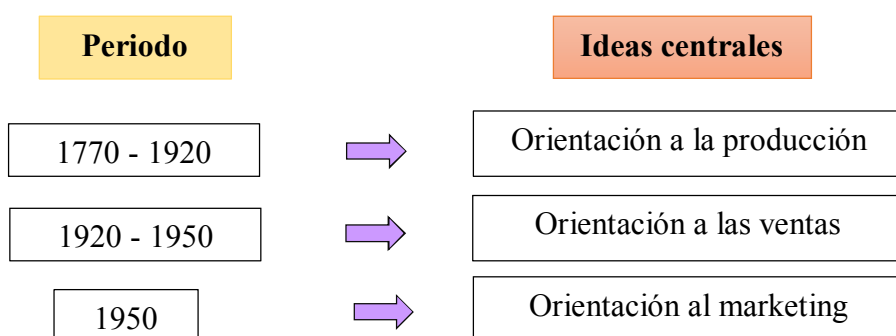 Periodo
Ideas centrales
1770 - 1920
Orientación a la producción
1920 - 1950
Orientación a las ventas
1950
Orientación al marketing